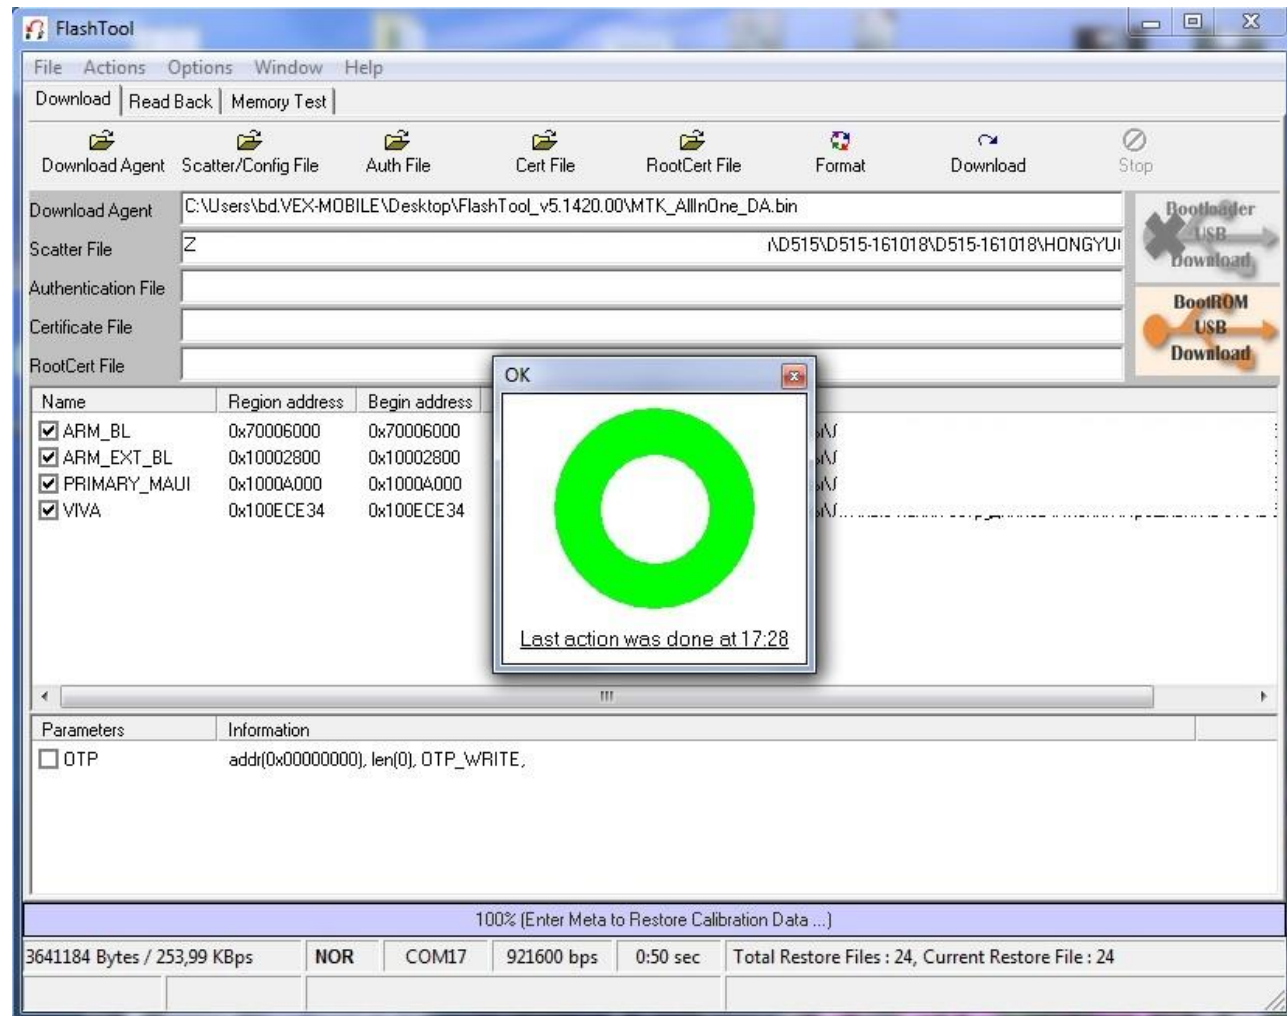 FlashTool
File Actions Options Window Help
Download Read Back Memory Test
Download Agent Scatter/Config File Auth File Cert File RootCert File Format Download Stop
Download Agent C:\Users\bd.VEX-MOBILE\Desktop\FlashTool_v5.1420.00\MTK_AllInOne_DA.bin
Scatter File Z \D515\D515-161018\D515-161018\HONGYU
Authentication File
Certificate File
RootCert File
Bootloader
USB
Download
BootROM
USB
Download
Name Region address Begin address
ARM_BL 0x70006000 0x70006000
ARM_EXT_BL 0x10002800 0x10002800
PRIMARY_MAUI 0x1000A000 0x1000A000
VIVA 0x100ECE34 0x100ECE34
OK
Last action was done at 17:28
Parameters Information
OTP addr(0x00000000), len(0), OTP_WRITE,
100% (Enter Meta to Restore Calibration Data ...)
3641184 Bytes / 253,99 KBps NOR COM17 921600 bps 0:50 sec Total Restore Files : 24, Current Restore File : 24